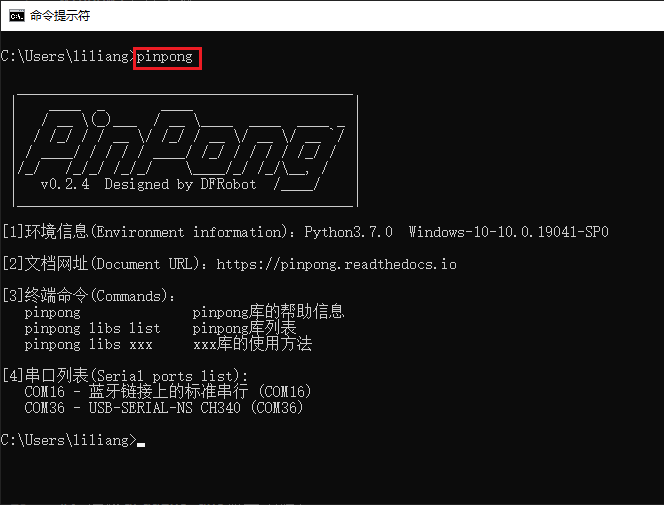 命令提示符
C:\Users\liliang>pinpong
PinPong
v0.2.4 Designed by DFRobot
[1]环境信息(Environment information): Python3.7.0 Windows-10-10.0.19041-SP0
[2]文档网址(Document URL): https://pinpong.readthedocs.io
[3]终端命令(Commands):
pinpong pinpong库的帮助信息
pinpong libs list pinpong库列表
pinpong libs xxx xxx库的使用方法
[4]串口列表(Serial ports list):
COM16 - 蓝牙链接上的标准串行 (COM16)
COM36 - USB-SERIAL-NS CH340 (COM36)
C:\Users\liliang>